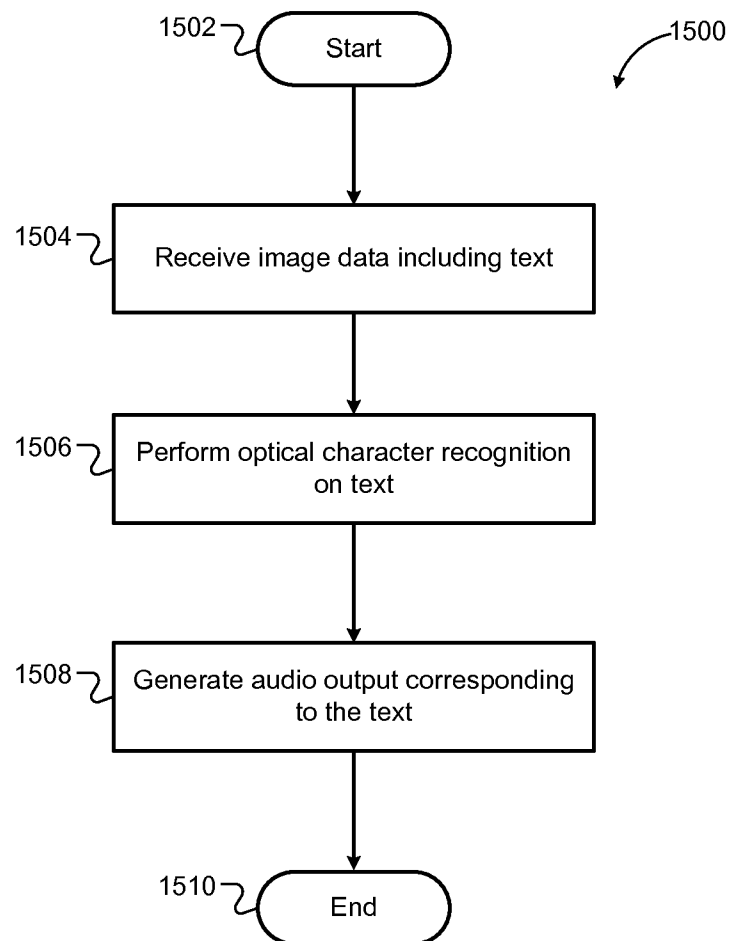 1502
Start
1500
1504
Receive image data including text
1506
Perform optical character recognition
on text
1508
Generate audio output corresponding
to the text
1510
End